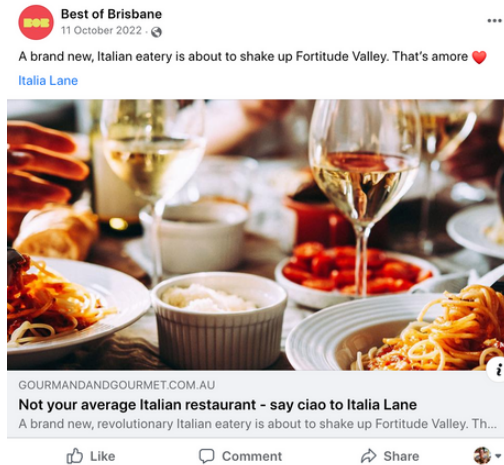 BOB
Best of Brisbane
11 October 2022 ·
A brand new, Italian eatery is about to shake up Fortitude Valley. That's amore ❤️
Italia Lane
GOURMANDANDGOURMET.COM.AU
Not your average Italian restaurant - say ciao to Italia Lane
A brand new, revolutionary Italian eatery is about to shake up Fortitude Valley. Th...
Like
Comment
Share